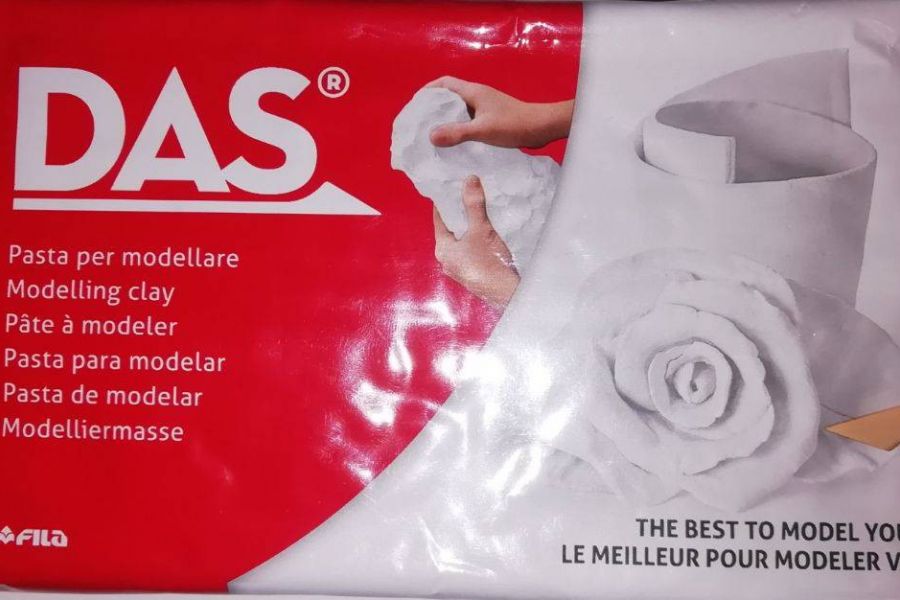 DAS®
Pasta per modellare
Modelling clay
Pâte à modeler
Pasta para modelar
Pasta de modelar
Modelliermasse
FILA
THE BEST TO MODEL YOU
LE MEILLEUR POUR MODELER V